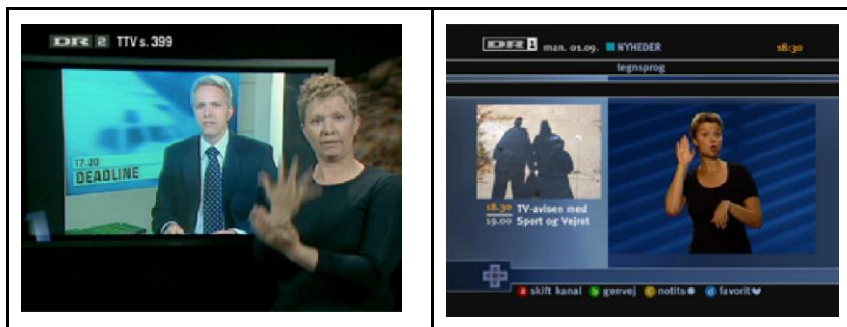 DR 2 TTV s. 399
17.00
DEADLINE
DR 1 man. 01.09. NYHEDER 18:30
tegnsprog
18.30 TV-avisen med
19.00 Sport og Vejret
a skift kanal b genvej c notits d favorit